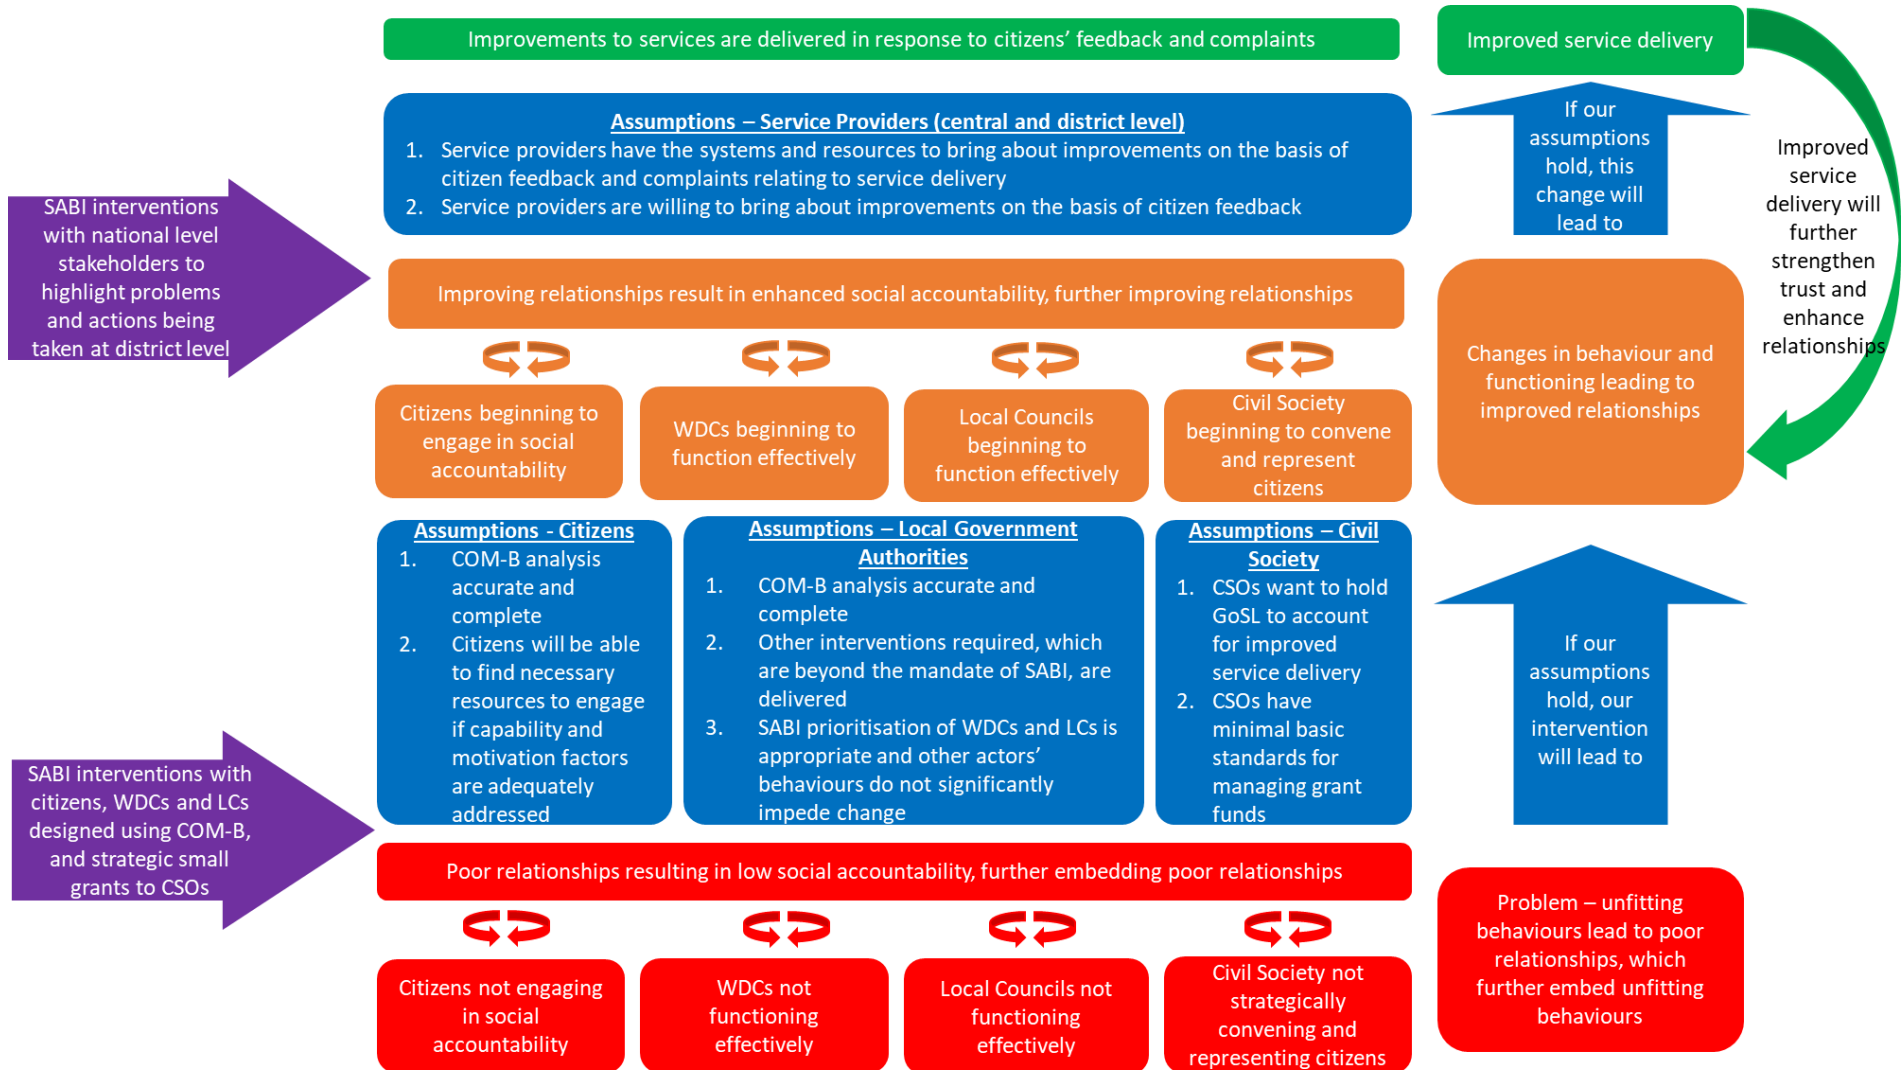 Improvements to services are delivered in response to citizens' feedback and complaints
Improved service delivery
Assumptions – Service Providers (central and district level)
1. Service providers have the systems and resources to bring about improvements on the basis of
citizen feedback and complaints relating to service delivery
2. Service providers are willing to bring about improvements on the basis of citizen feedback
If our
assumptions
hold, this
change will
lead to
Improved
service
delivery will
further
strengthen
trust and
enhance
relationships
SABI interventions
with national level
stakeholders to
highlight problems
and actions being
taken at district level
Improving relationships result in enhanced social accountability, further improving relationships
Changes in behaviour and
functioning leading to
improved relationships
Citizens beginning to
engage in social
accountability
WDCs beginning to
function effectively
Local Councils
beginning to
function effectively
Civil Society
beginning to convene
and represent
citizens
Assumptions - Citizens
1. COM-B analysis
accurate and
complete
2. Citizens will be able
to find necessary
resources to engage
if capability and
motivation factors
are adequately
addressed
Assumptions – Local Government
Authorities
1. COM-B analysis accurate and
complete
2. Other interventions required, which
are beyond the mandate of SABI, are
delivered
3. SABI prioritisation of WDCs and LCs is
appropriate and other actors'
behaviours do not significantly
impede change
Assumptions – Civil
Society
1. CSOs want to hold
GoSL to account
for improved
service delivery
2. CSOs have
minimal basic
standards for
managing grant
funds
If our
assumptions
hold, our
intervention
will lead to
SABI interventions with
citizens, WDCs and LCs
designed using COM-B,
and strategic small
grants to CSOs
Poor relationships resulting in low social accountability, further embedding poor relationships
Problem – unfitting
behaviours lead to poor
relationships, which
further embed unfitting
behaviours
Citizens not engaging
in social
accountability
WDCs not
functioning
effectively
Local Councils not
functioning
effectively
Civil Society not
strategically
convening and
representing citizens